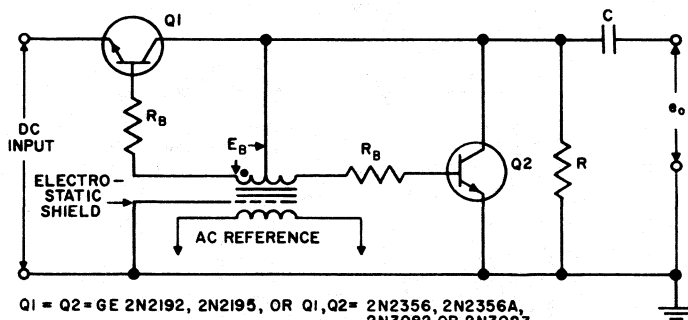 Q1
C
DC
INPUT
R_B
E_B
R_B
Q2
R
e_o
ELECTRO-
STATIC
SHIELD
AC REFERENCE
Q1 = Q2 = GE 2N2192, 2N2195, OR Q1,Q2= 2N2356, 2N2356A,
2N3082 OR 2N3083